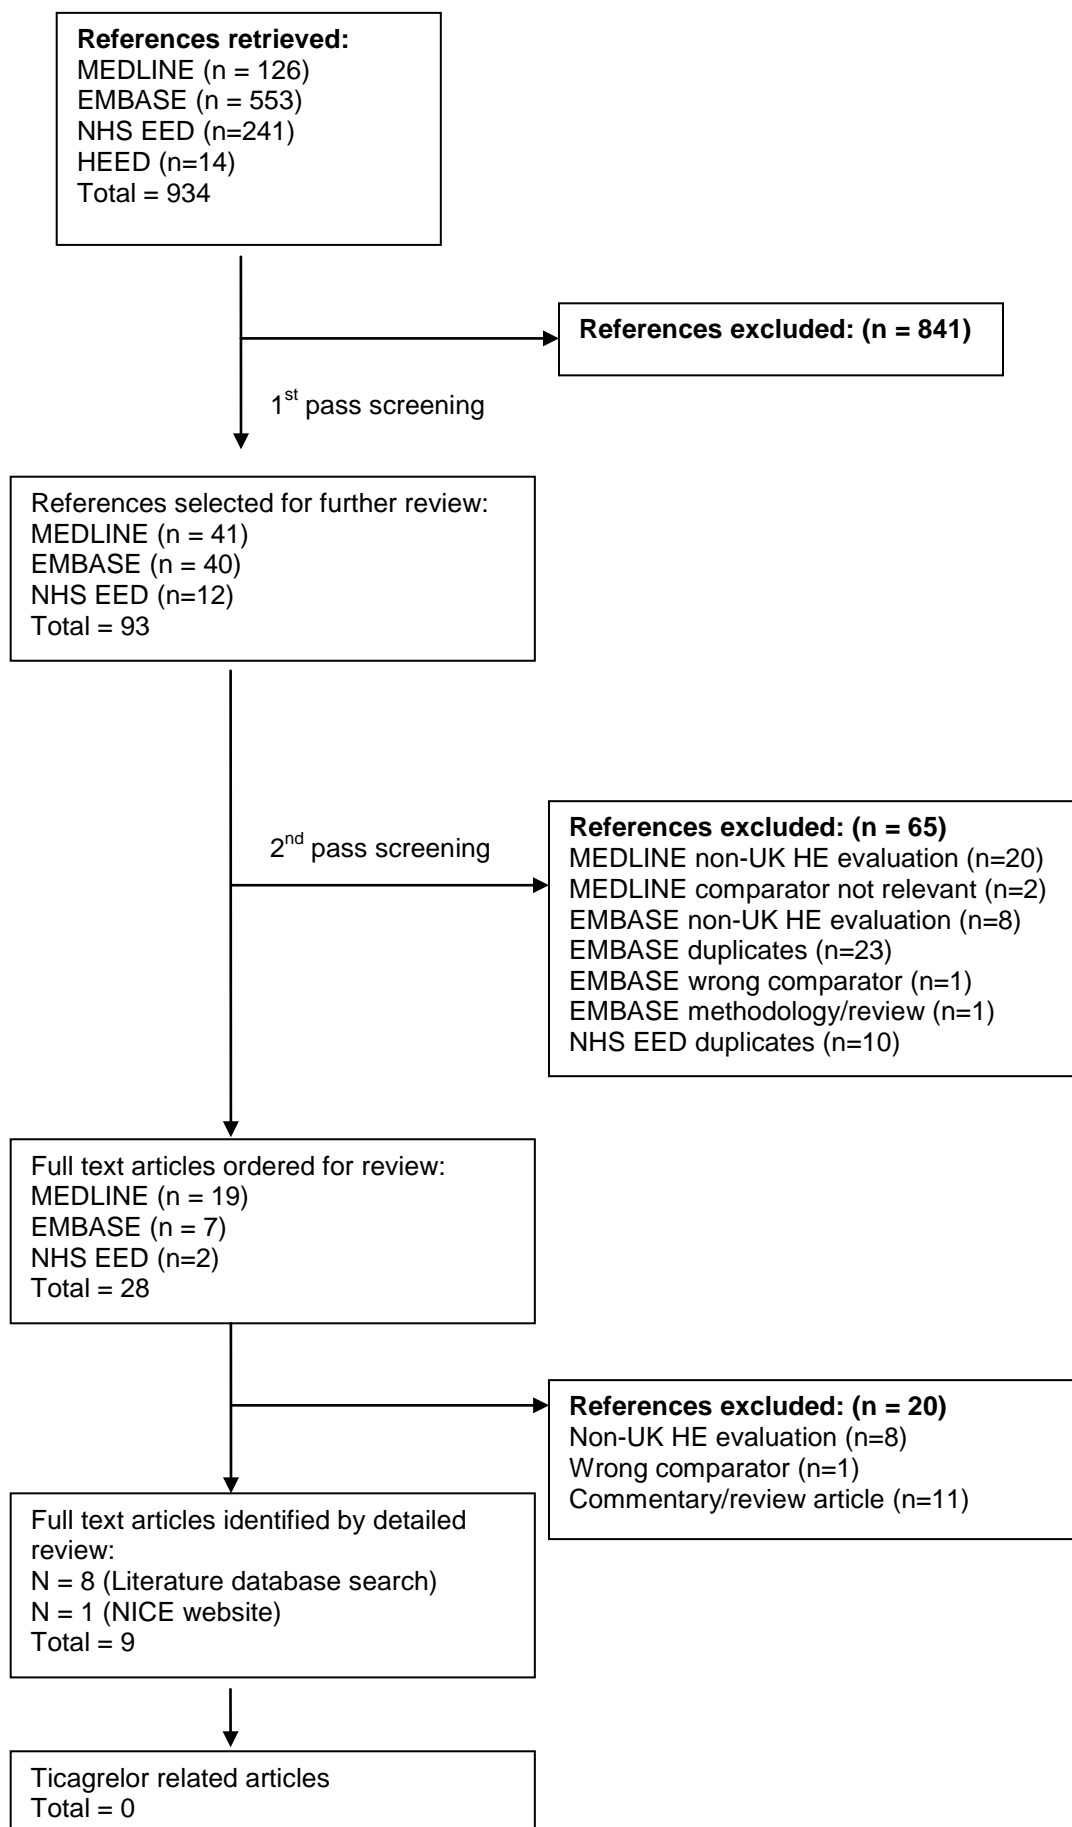 References retrieved:
MEDLINE (n = 126)
EMBASE (n = 553)
NHS EED (n=241)
HEED (n=14)
Total = 934
References excluded: (n = 841)
1st pass screening
References selected for further review:
MEDLINE (n = 41)
EMBASE (n = 40)
NHS EED (n=12)
Total = 93
2nd pass screening
References excluded: (n = 65)
MEDLINE non-UK HE evaluation (n=20)
MEDLINE comparator not relevant (n=2)
EMBASE non-UK HE evaluation (n=8)
EMBASE duplicates (n=23)
EMBASE wrong comparator (n=1)
EMBASE methodology/review (n=1)
NHS EED duplicates (n=10)
Full text articles ordered for review:
MEDLINE (n = 19)
EMBASE (n = 7)
NHS EED (n=2)
Total = 28
References excluded: (n = 20)
Non-UK HE evaluation (n=8)
Wrong comparator (n=1)
Commentary/review article (n=11)
Full text articles identified by detailed
review:
N = 8 (Literature database search)
N = 1 (NICE website)
Total = 9
Ticagrelor related articles
Total = 0